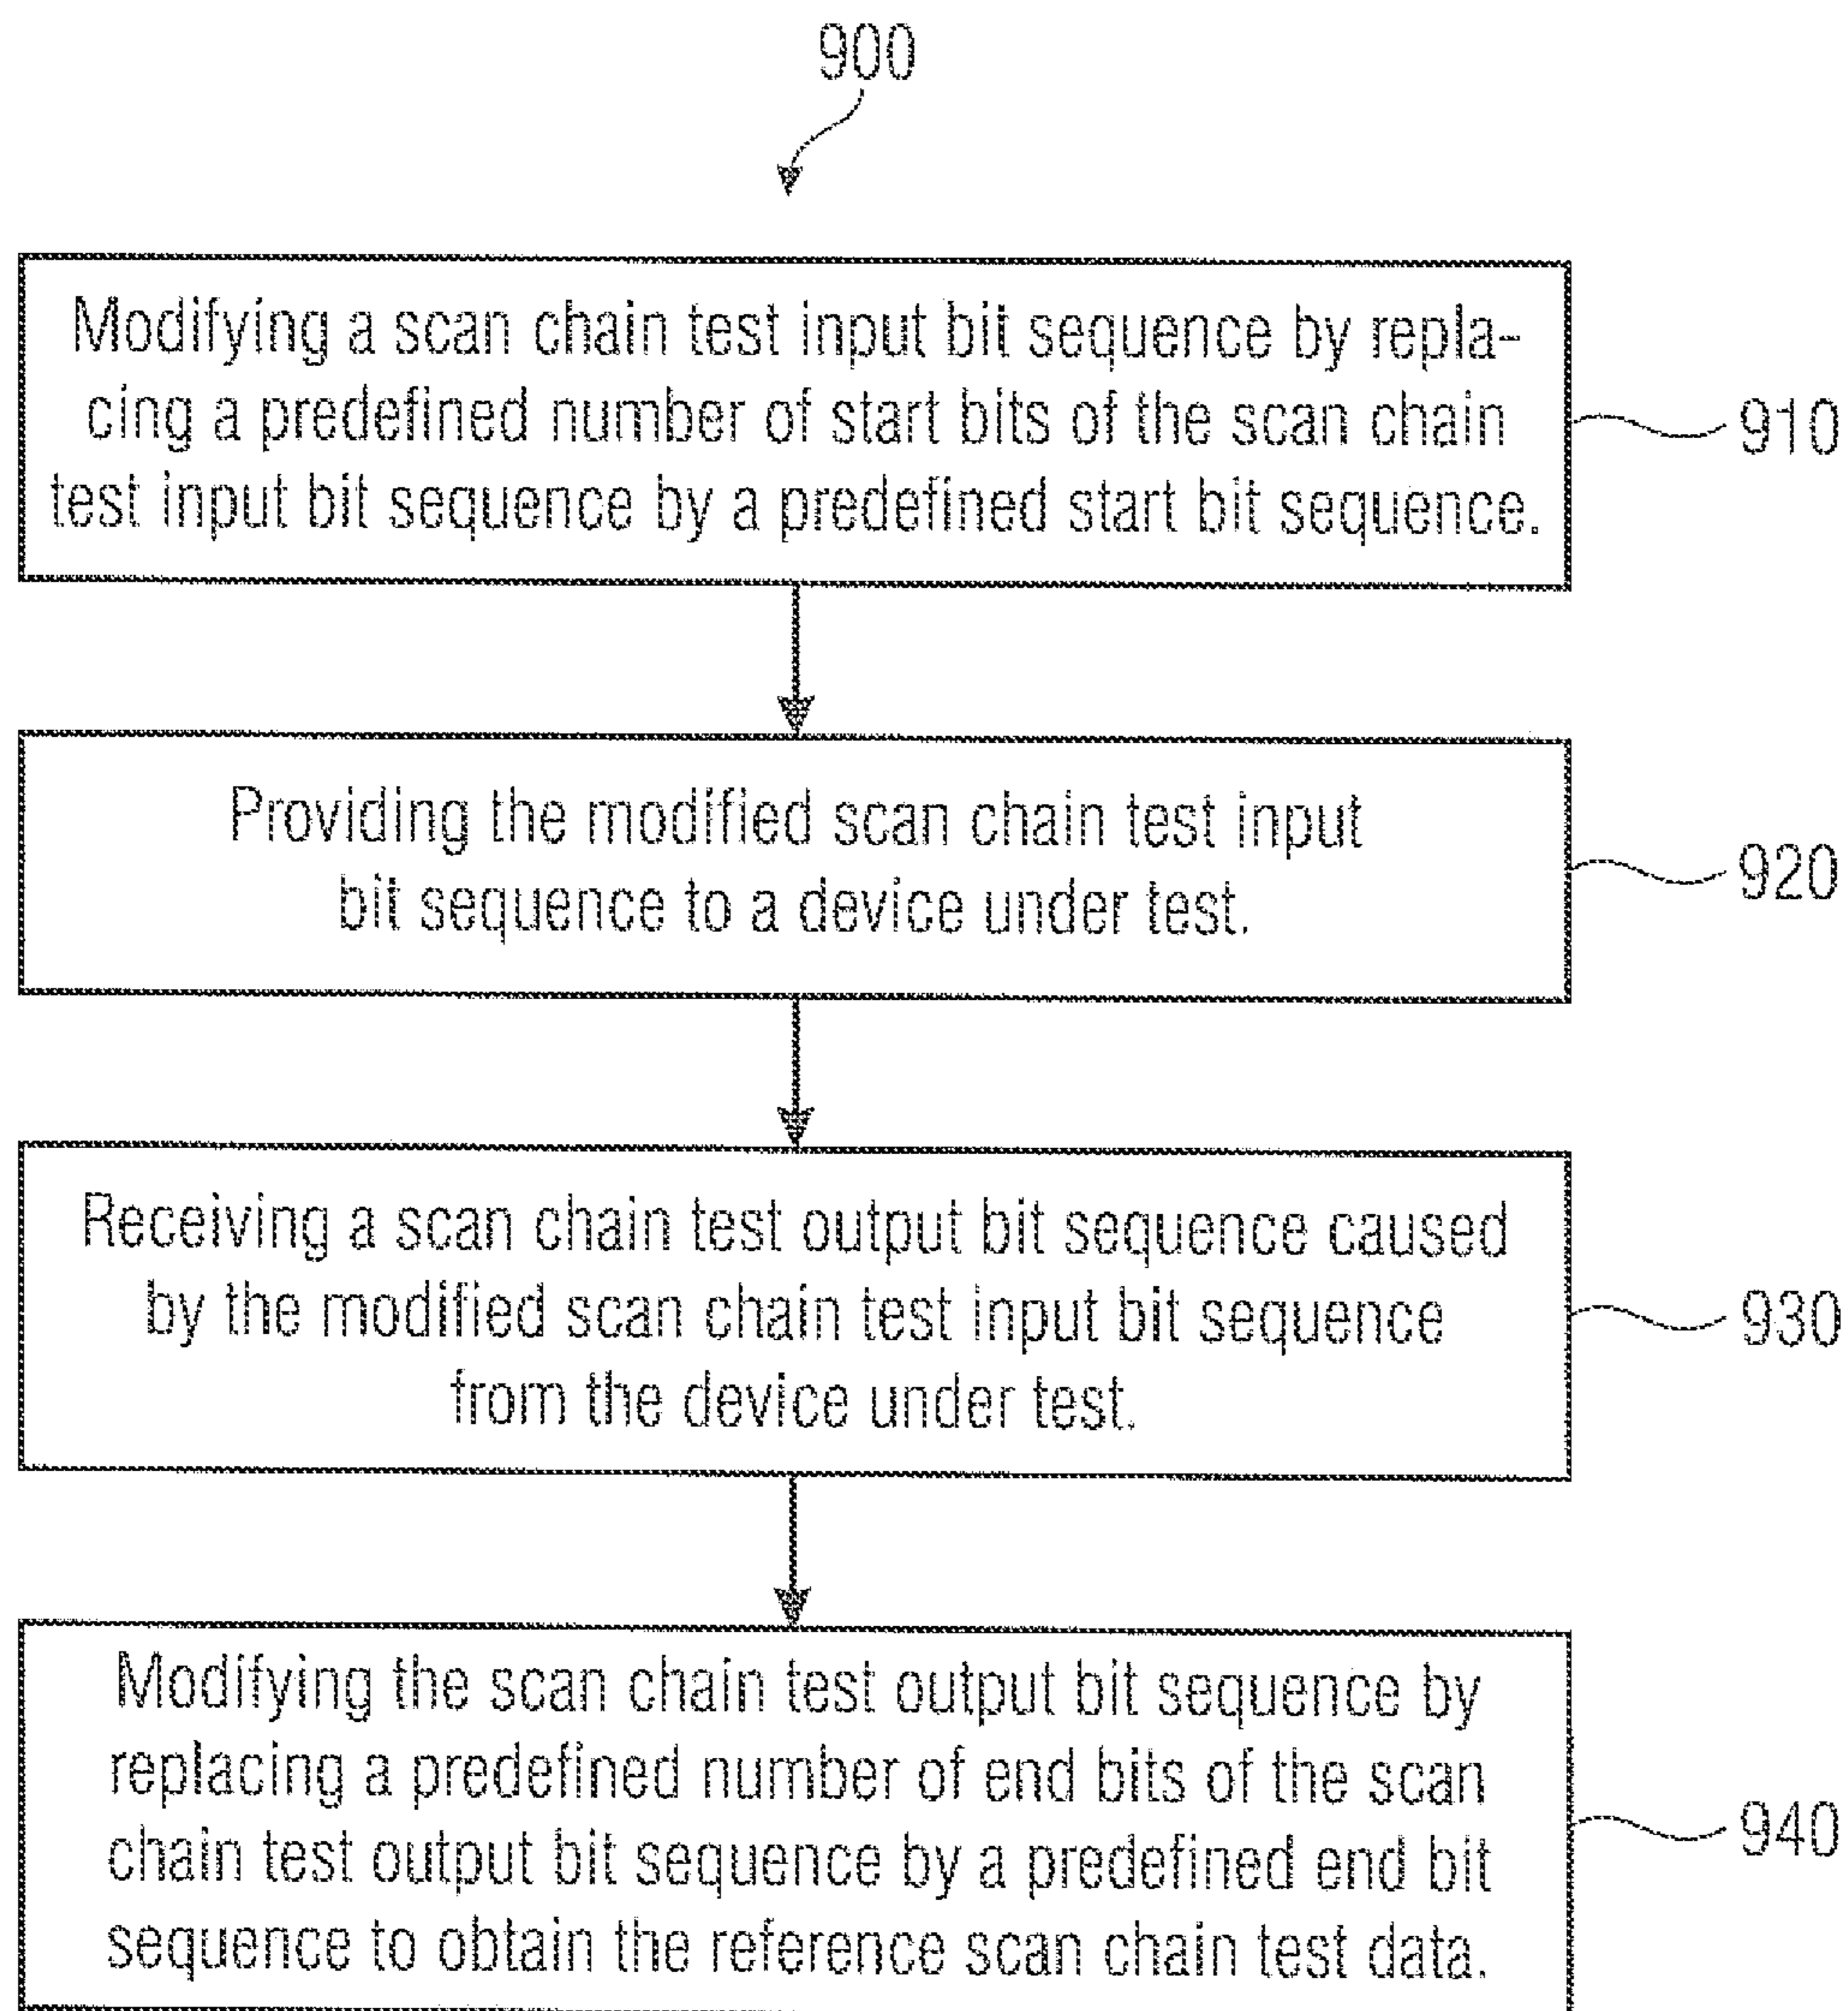 900
Modifying a scan chain test input bit sequence by repla-
cing a predefined number of start bits of the scan chain
test input bit sequence by a predefined start bit sequence.
910
Providing the modified scan chain test input
bit sequence to a device under test.
920
Receiving a scan chain test output bit sequence caused
by the modified scan chain test input bit sequence
from the device under test.
930
Modifying the scan chain test output bit sequence by
replacing a predefined number of end bits of the scan
chain test output bit sequence by a predefined end bit
sequence to obtain the reference scan chain test data.
940